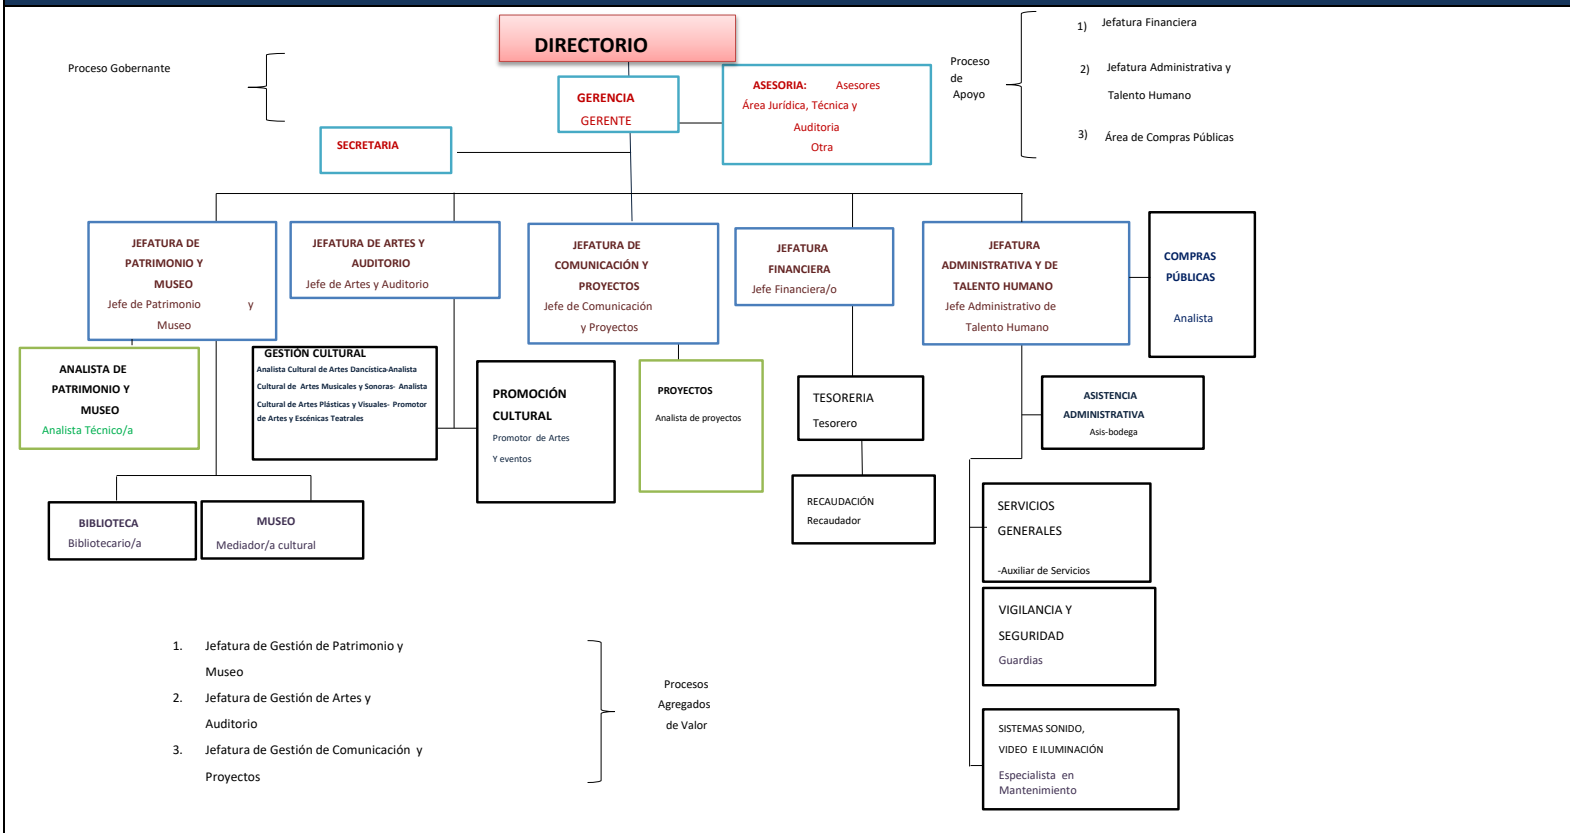 DIRECTORIO
Proceso Gobernante
GERENCIA
GERENTE
ASESORIA: Asesores
Área Jurídica, Técnica y
Auditoria
Otra
SECRETARIA
Proceso
de
Apoyo
1) Jefatura Financiera
2) Jefatura Administrativa y
Talento Humano
3) Área de Compras Públicas
JEFATURA DE
PATRIMONIO Y
MUSEO
Jefe de Patrimonio y
Museo
JEFATURA DE ARTES Y
AUDITORIO
Jefe de Artes y Auditorio
JEFATURA DE
COMUNICACIÓN Y
PROYECTOS
Jefe de Comunicación
y Proyectos
JEFATURA
FINANCIERA
Jefe Financiera/o
JEFATURA
ADMINISTRATIVA Y DE
TALENTO HUMANO
Jefe Administrativo de
Talento Humano
COMPRAS
PÚBLICAS
Analista
ANALISTA DE
PATRIMONIO Y
MUSEO
Analista Técnico/a
GESTIÓN CULTURAL
Analista Cultural de Artes Dancística-Analista
Cultural de Artes Musicales y Sonoras- Analista
Cultural de Artes Plásticas y Visuales- Promotor
de Artes y Escénicas Teatrales
PROMOCIÓN
CULTURAL
Promotor de Artes
Y eventos
PROYECTOS
Analista de proyectos
TESORERIA
Tesorero
RECAUDACIÓN
Recaudador
ASISTENCIA
ADMINISTRATIVA
Asis-bodega
BIBLIOTECA
Bibliotecario/a
MUSEO
Mediador/a cultural
SERVICIOS
GENERALES
-Auxiliar de Servicios
VIGILANCIA Y
SEGURIDAD
Guardias
SISTEMAS SONIDO,
VIDEO E ILUMINACIÓN
Especialista en
Mantenimiento
1. Jefatura de Gestión de Patrimonio y
Museo
2. Jefatura de Gestión de Artes y
Auditorio
3. Jefatura de Gestión de Comunicación y
Proyectos
Procesos
Agregados
de Valor